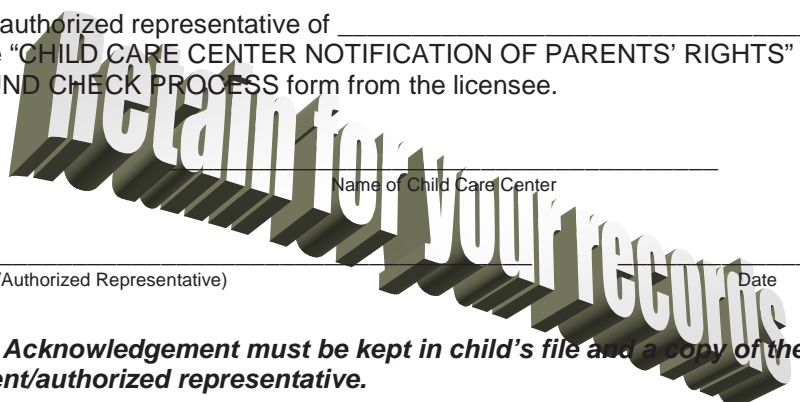 authorized representative of
“CHILD CARE CENTER NOTIFICATION OF PARENTS’ RIGHTS”
UND CHECK PROCESS form from the licensee.
Retain for your records
Name of Child Care Center
/Authorized Representative)
Date
Acknowledgement must be kept in child’s file and a copy of the
ent/authorized representative.